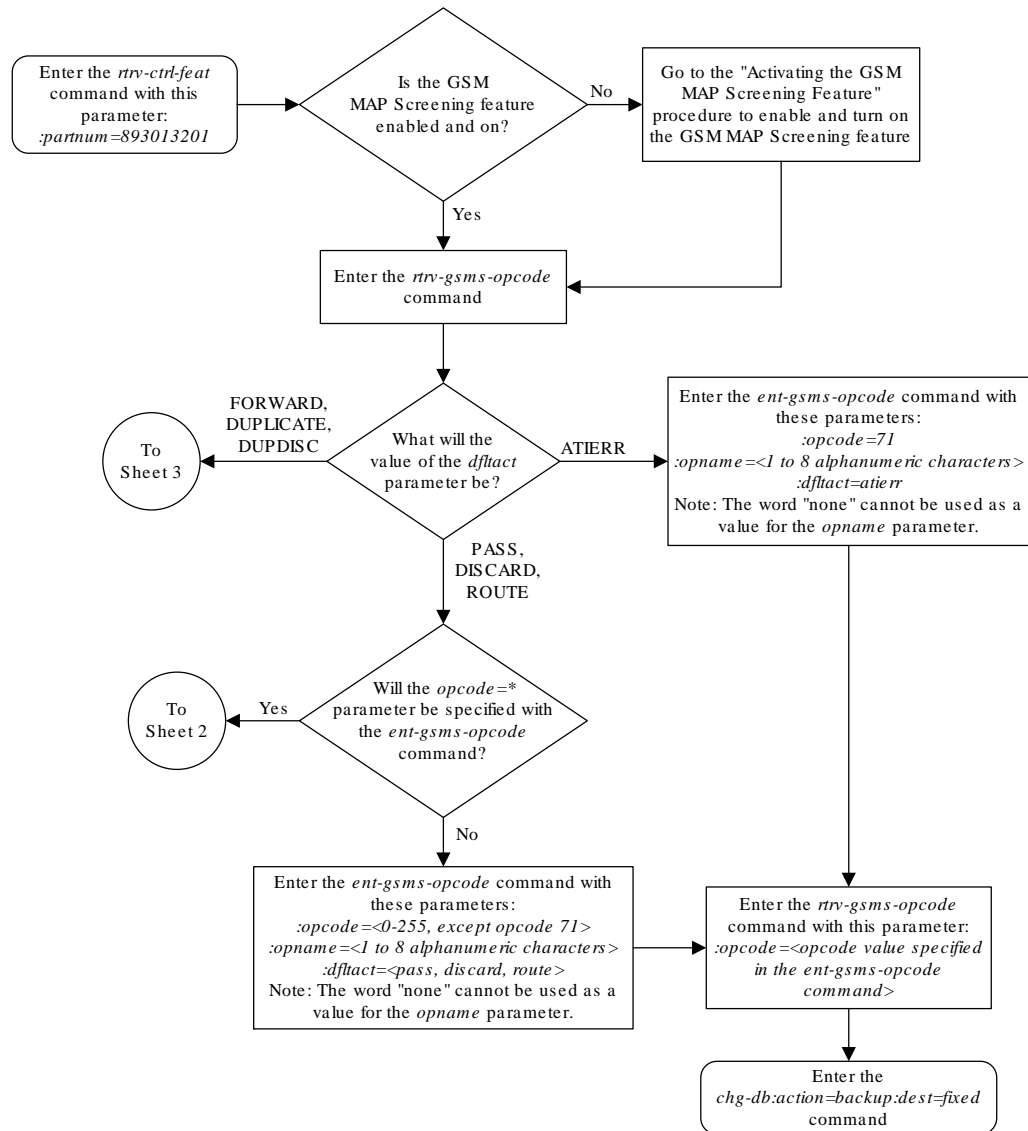 Enter the rtrv-ctrl-feat
command with this
parameter:
:partnum=893013201
Is the GSM
MAP Screening feature
enabled and on?
No
Go to the "Activating the GSM
MAP Screening Feature"
procedure to enable and turn on
the GSM MAP Screening feature
Yes
Enter the rtrv-gsms-opcode
command
What will the
value of the dfltact
parameter be?
FORWARD,
DUPLICATE,
DUPDISC
To
Sheet 3
ATIERR
Enter the ent-gsms-opcode command with
these parameters:
:opcode=71
:opname=<1 to 8 alphanumeric characters>
:dfltact=atierr
Note: The word "none" cannot be used as a
value for the opname parameter.
PASS,
DISCARD,
ROUTE
Will the opcode=*
parameter be specified with
the ent-gsms-opcode
command?
Yes
To
Sheet 2
No
Enter the ent-gsms-opcode command with
these parameters:
:opcode=<0-255, except opcode 71>
:opname=<1 to 8 alphanumeric characters>
:dfltact=<pass, discard, route>
Note: The word "none" cannot be used as a
value for the opname parameter.
Enter the rtrv-gsms-opcode
command with this parameter:
:opcode=<opcode value specified
in the ent-gsms-opcode
command>
Enter the
chg-db:action=backup:dest=fixed
command